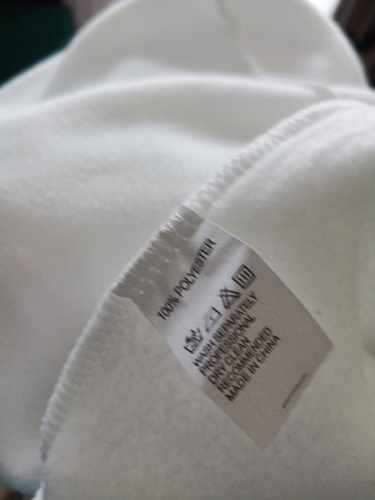 100% POLYESTER
WASH SEPARATELY
PROFESSIONAL
DRY CLEAN
RECOMMENDED
MADE IN CHINA